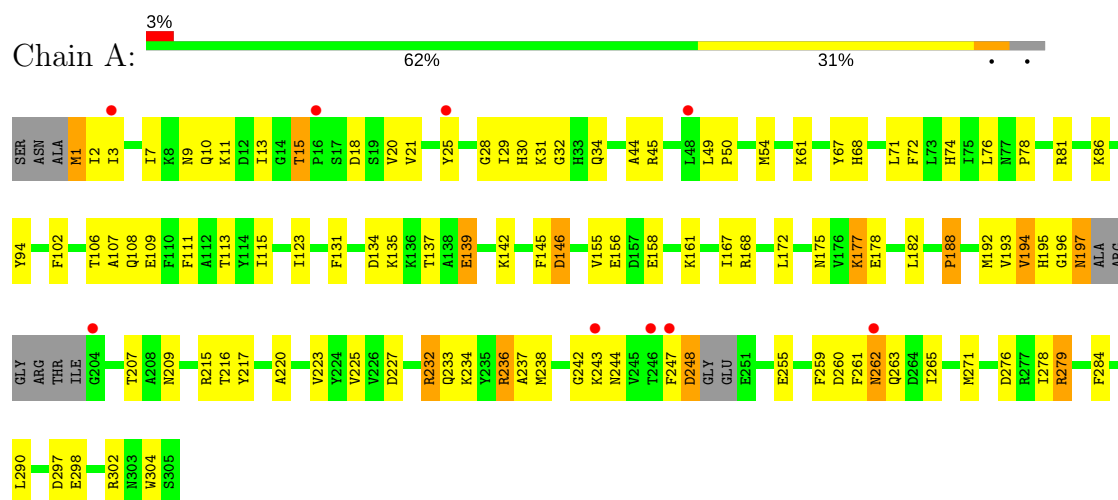 3%
Chain A:
62% 31% • •
SER ASN ALA M1 I2 I3 I7 K8 N9 Q10 K11 D12 I13 G14 T15 P16 S17 D18 S19 V20 V21 Y25 G28 I29 H30 K31 G32 H33 Q34 A44 R45 L48 L49 P50 M54 K61 Y67 H68 L71 F72 L73 H74 I75 L76 N77 P78 R81 K86
Y94 F102 T106 A107 Q108 E109 F110 F111 A112 T113 Y114 I115 I123 F131 D134 K135 K136 T137 A138 E139 K142 F145 D146 V155 E156 D157 E158 K161 I167 R168 L172 N175 V176 K177 E178 L182 P188 M192 V193 V194 H195 G196 N197 ALA ARG
GLY ARG THR ILE G204 T207 A208 N209 R215 T216 Y217 A220 V223 Y224 V225 V226 D227 R232 Q233 K234 Y235 R236 A237 M238 G242 K243 N244 V245 T246 F247 D248 GLY GLU E251 E255 F259 D260 F261 N262 Q263 D264 I265 M271 D276 R277 I278 R279 F284
L290 D297 E298 R302 N303 W304 S305